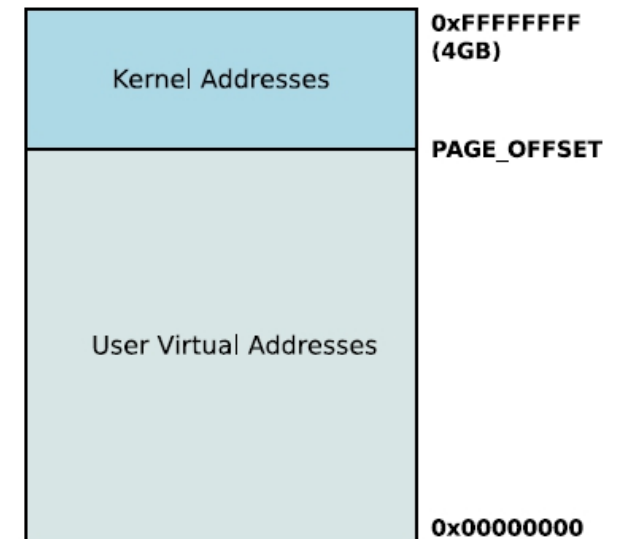 0xFFFFFFFF
(4GB)
Kernel Addresses
PAGE_OFFSET
User Virtual Addresses
0x00000000